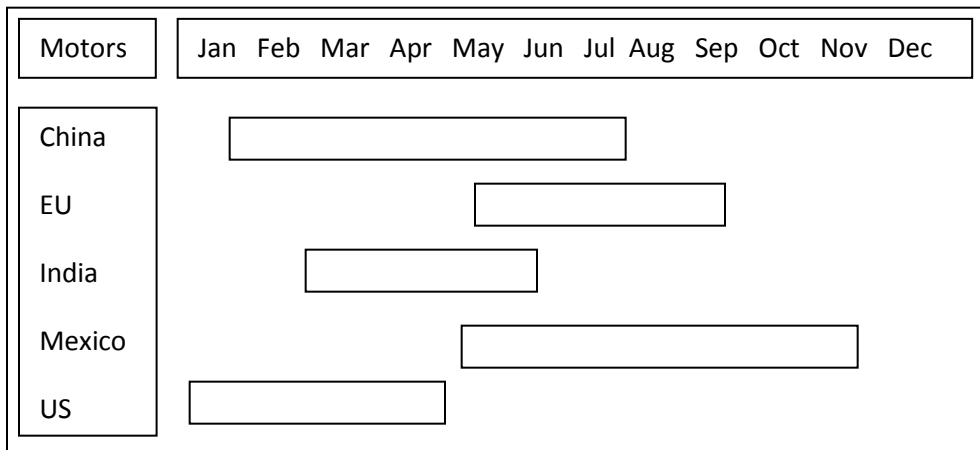 Motors Jan Feb Mar Apr May Jun Jul Aug Sep Oct Nov Dec
China
EU
India
Mexico
US